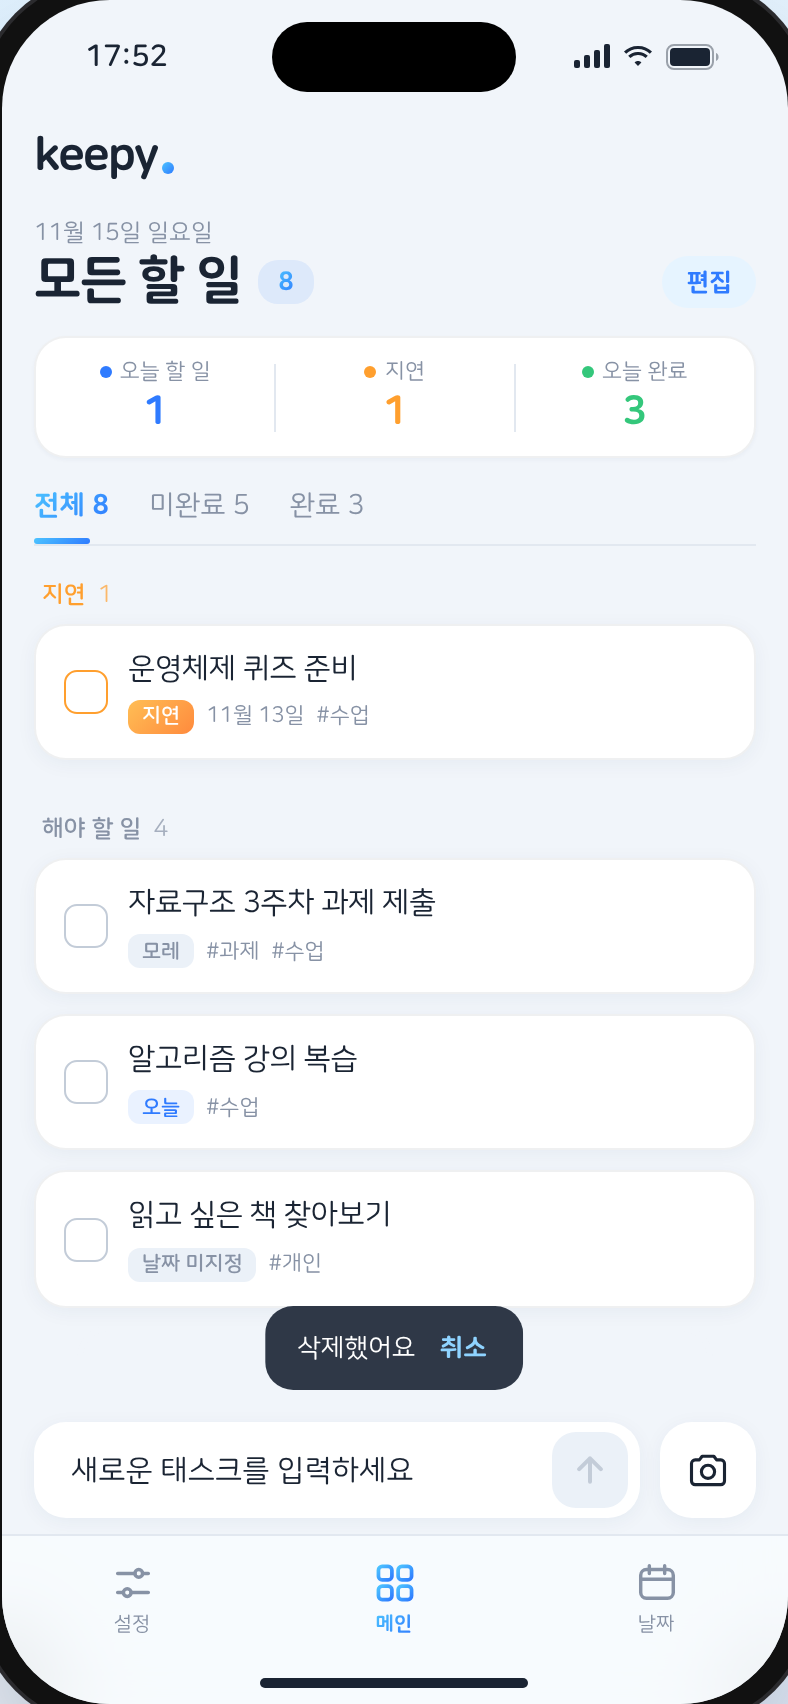 17:52
keepy.
11월 15일 일요일
모든 할 일 8 편집
오늘 할 일 지연 오늘 완료
1 1 3
전체 8 미완료 5 완료 3
지연 1
운영체제 퀴즈 준비
지연 11월 13일 #수업
해야 할 일 4
자료구조 3주차 과제 제출
모레 #과제 #수업
알고리즘 강의 복습
오늘 #수업
읽고 싶은 책 찾아보기
날짜 미지정 #개인
삭제했어요 취소
새로운 태스크를 입력하세요
설정 메인 날짜